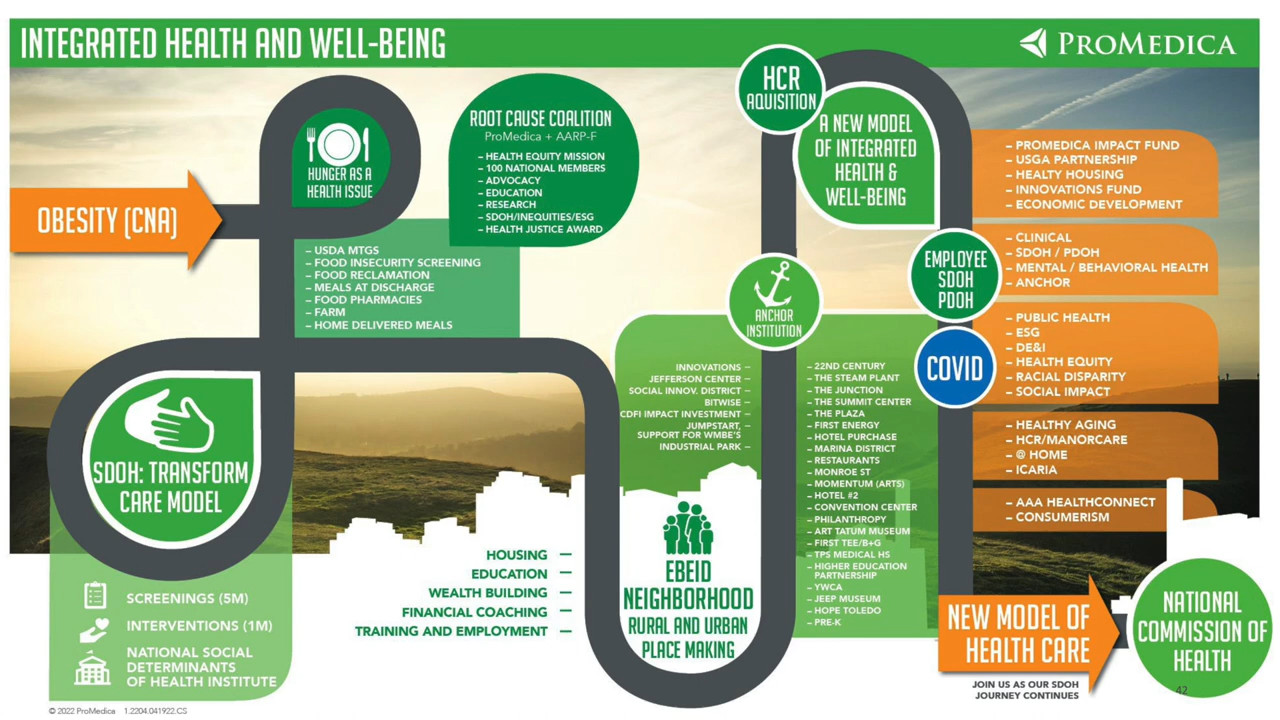 INTEGRATED HEALTH AND WELL-BEING
PROMEDICA
OBESITY (CNA)
HUNGER AS A
HEALTH ISSUE
– USDA MTGS
– FOOD INSECURITY SCREENING
– FOOD RECLAMATION
– MEALS AT DISCHARGE
– FOOD PHARMACIES
– FARM
– HOME DELIVERED MEALS
ROOT CAUSE COALITION
ProMedica + AARP-F
– HEALTH EQUITY MISSION
– 100 NATIONAL MEMBERS
– ADVOCACY
– EDUCATION
– RESEARCH
– SDOH/INEQUITIES/ESG
– HEALTH JUSTICE AWARD
SDOH: TRANSFORM
CARE MODEL
SCREENINGS (5M)
INTERVENTIONS (1M)
NATIONAL SOCIAL
DETERMINANTS
OF HEALTH INSTITUTE
HOUSING –
EDUCATION –
WEALTH BUILDING –
FINANCIAL COACHING –
TRAINING AND EMPLOYMENT –
EBEID
NEIGHBORHOOD
RURAL AND URBAN
PLACE MAKING
INNOVATIONS –
JEFFERSON CENTER –
SOCIAL INNOV. DISTRICT –
BITWISE –
CDFI IMPACT INVESTMENT –
JUMPSTART, –
SUPPORT FOR WMBE'S
INDUSTRIAL PARK –
ANCHOR
INSTITUTION
– 22ND CENTURY
– THE STEAM PLANT
– THE JUNCTION
– THE SUMMIT CENTER
– THE PLAZA
– FIRST ENERGY
– HOTEL PURCHASE
– MARINA DISTRICT
– RESTAURANTS
– MONROE ST
– MOMENTUM (ARTS)
– HOTEL #2
– CONVENTION CENTER
– PHILANTHROPY
– ART TATUM MUSEUM
– FIRST TEE/B+G
– TPS MEDICAL HS
– HIGHER EDUCATION
PARTNERSHIP
– YWCA
– JEEP MUSEUM
– HOPE TOLEDO
– PRE-K
HCR
AQUISITION
A NEW MODEL
OF INTEGRATED
HEALTH &
WELL-BEING
– PROMEDICA IMPACT FUND
– USGA PARTNERSHIP
– HEALTY HOUSING
– INNOVATIONS FUND
– ECONOMIC DEVELOPMENT
EMPLOYEE
SDOH
PDOH
– CLINICAL
– SDOH / PDOH
– MENTAL / BEHAVIORAL HEALTH
– ANCHOR
COVID
– PUBLIC HEALTH
– ESG
– DE&I
– HEALTH EQUITY
– RACIAL DISPARITY
– SOCIAL IMPACT
– HEALTHY AGING
– HCR/MANORCARE
– @ HOME
– ICARIA
– AAA HEALTHCONNECT
– CONSUMERISM
NEW MODEL OF
HEALTH CARE
JOIN US AS OUR SDOH
JOURNEY CONTINUES
NATIONAL
COMMISSION OF
HEALTH
42
© 2022 ProMedica 1.2204.041922.CS